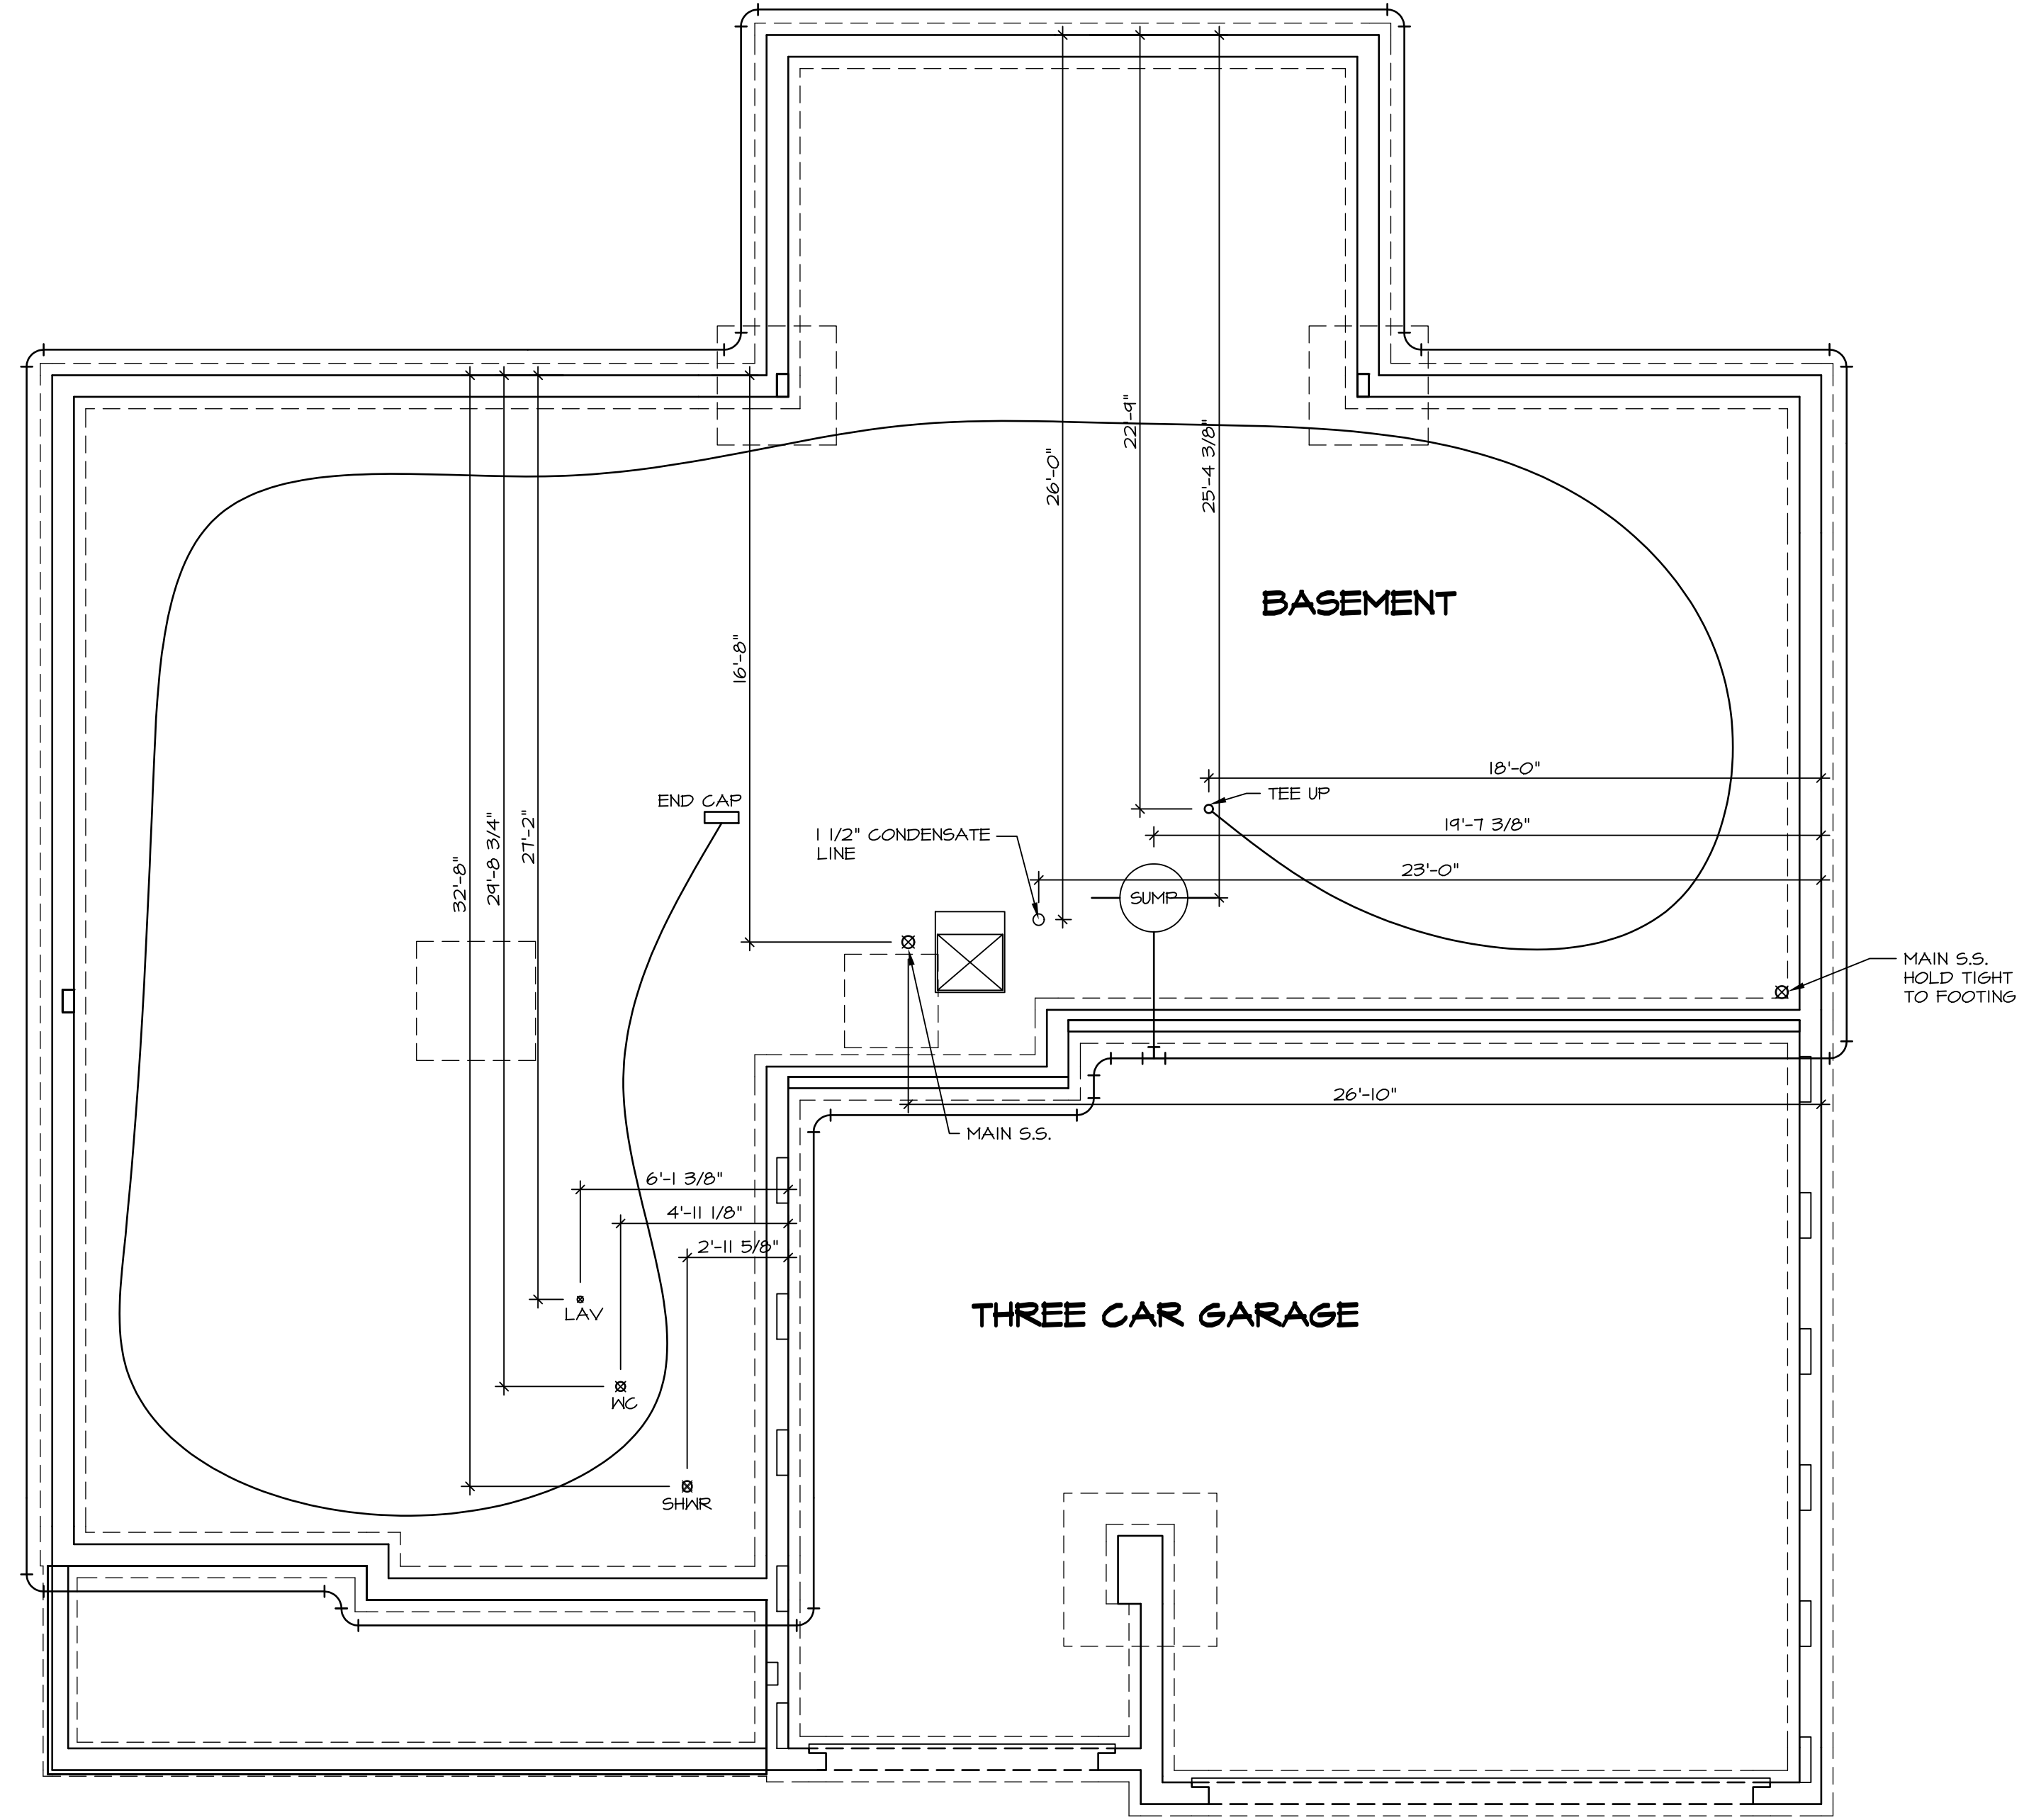 26'-0"
22'-9"
25'-4 3/8"
BASEMENT
16'-8"
18'-0"
TEE UP
END CAP
19'-7 3/8"
1 1/2" CONDENSATE
LINE
32'-8"
29'-8 3/4"
27'-2"
23'-0"
SUMP
MAIN S.S.
HOLD TIGHT
TO FOOTING
26'-10"
MAIN S.S.
6'-1 3/8"
4'-11 1/8"
2'-11 5/8"
LAV
THREE CAR GARAGE
WC
SHWR